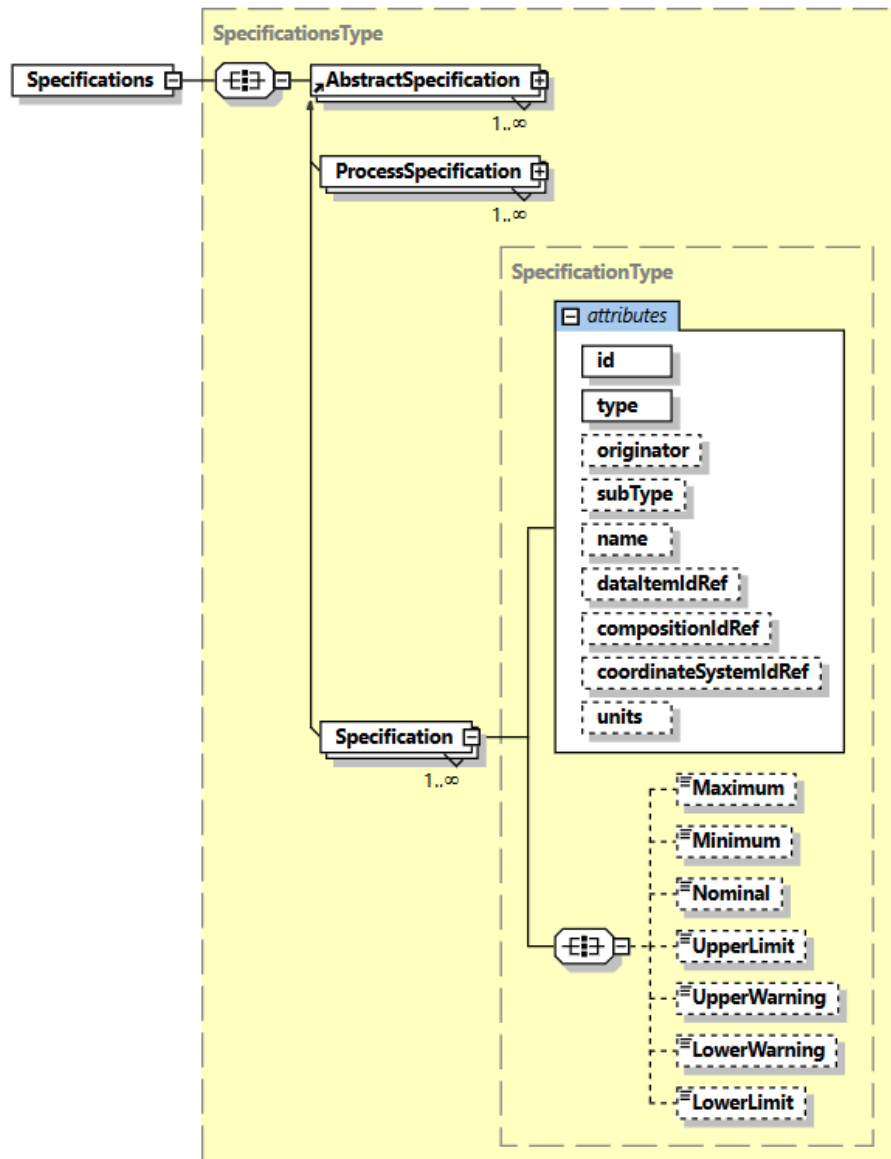 SpecificationsType
Specifications
AbstractSpecification
1..∞
ProcessSpecification
1..∞
SpecificationType
attributes
id
type
originator
subType
name
dataItemIdRef
compositionIdRef
coordinateSystemIdRef
units
Specification
1..∞
Maximum
Minimum
Nominal
UpperLimit
UpperWarning
LowerWarning
LowerLimit